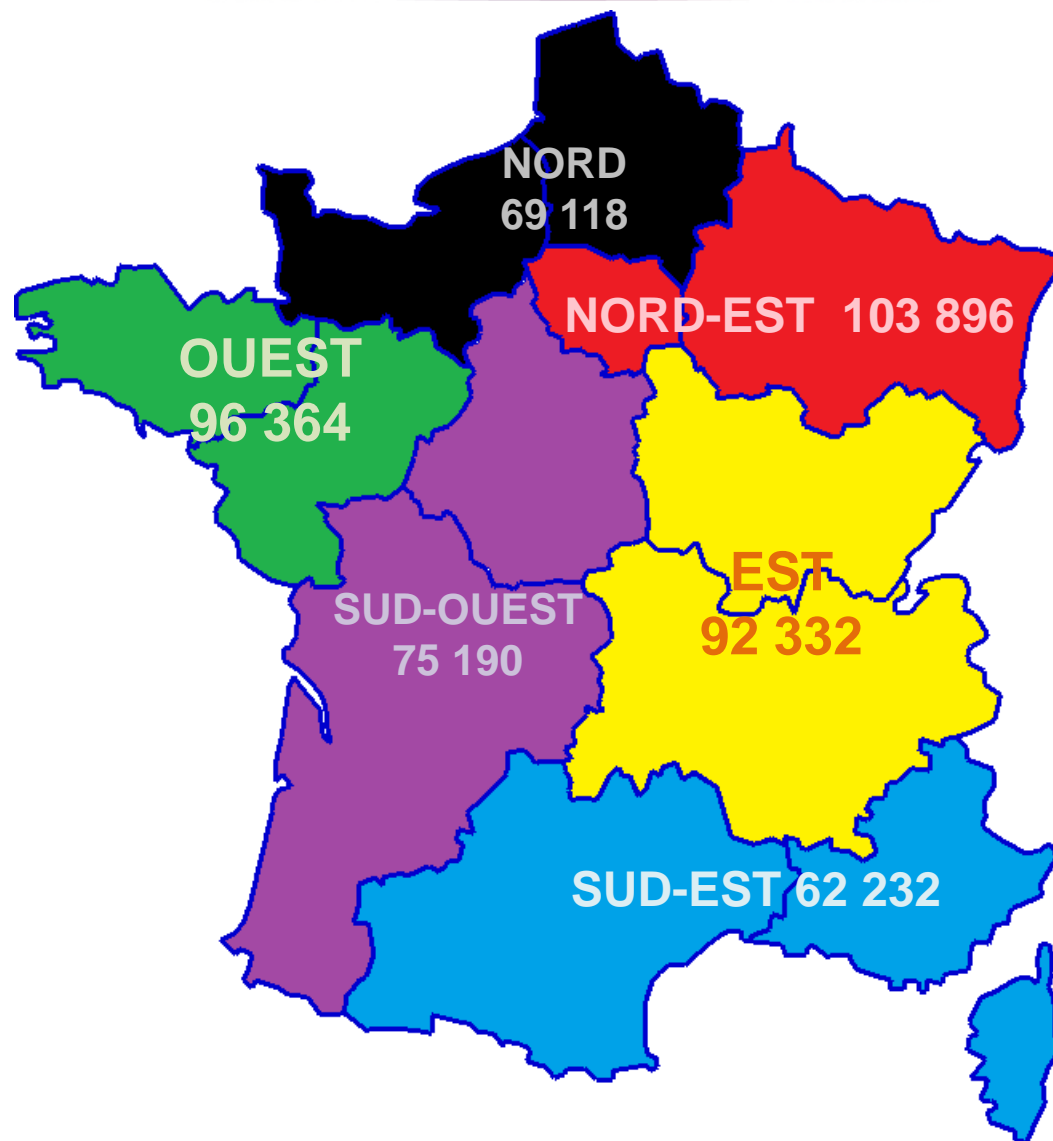 NORD
69 118
NORD-EST 103 896
OUEST
96 364
EST
92 332
SUD-OUEST
75 190
SUD-EST 62 232